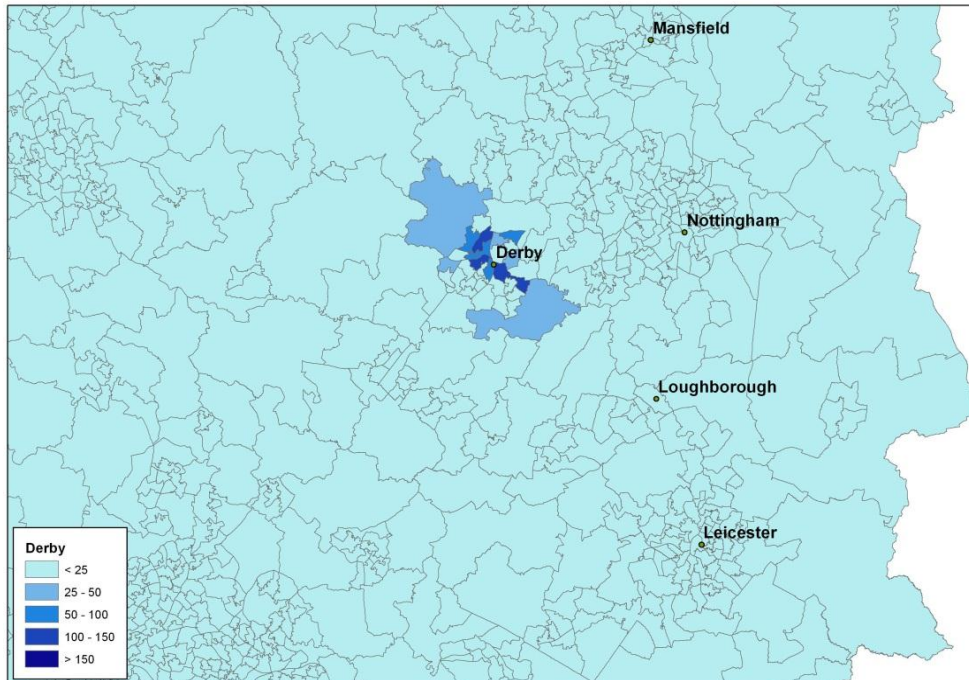 Mansfield
Nottingham
Derby
Loughborough
Leicester
Derby
< 25
25 - 50
50 - 100
100 - 150
> 150